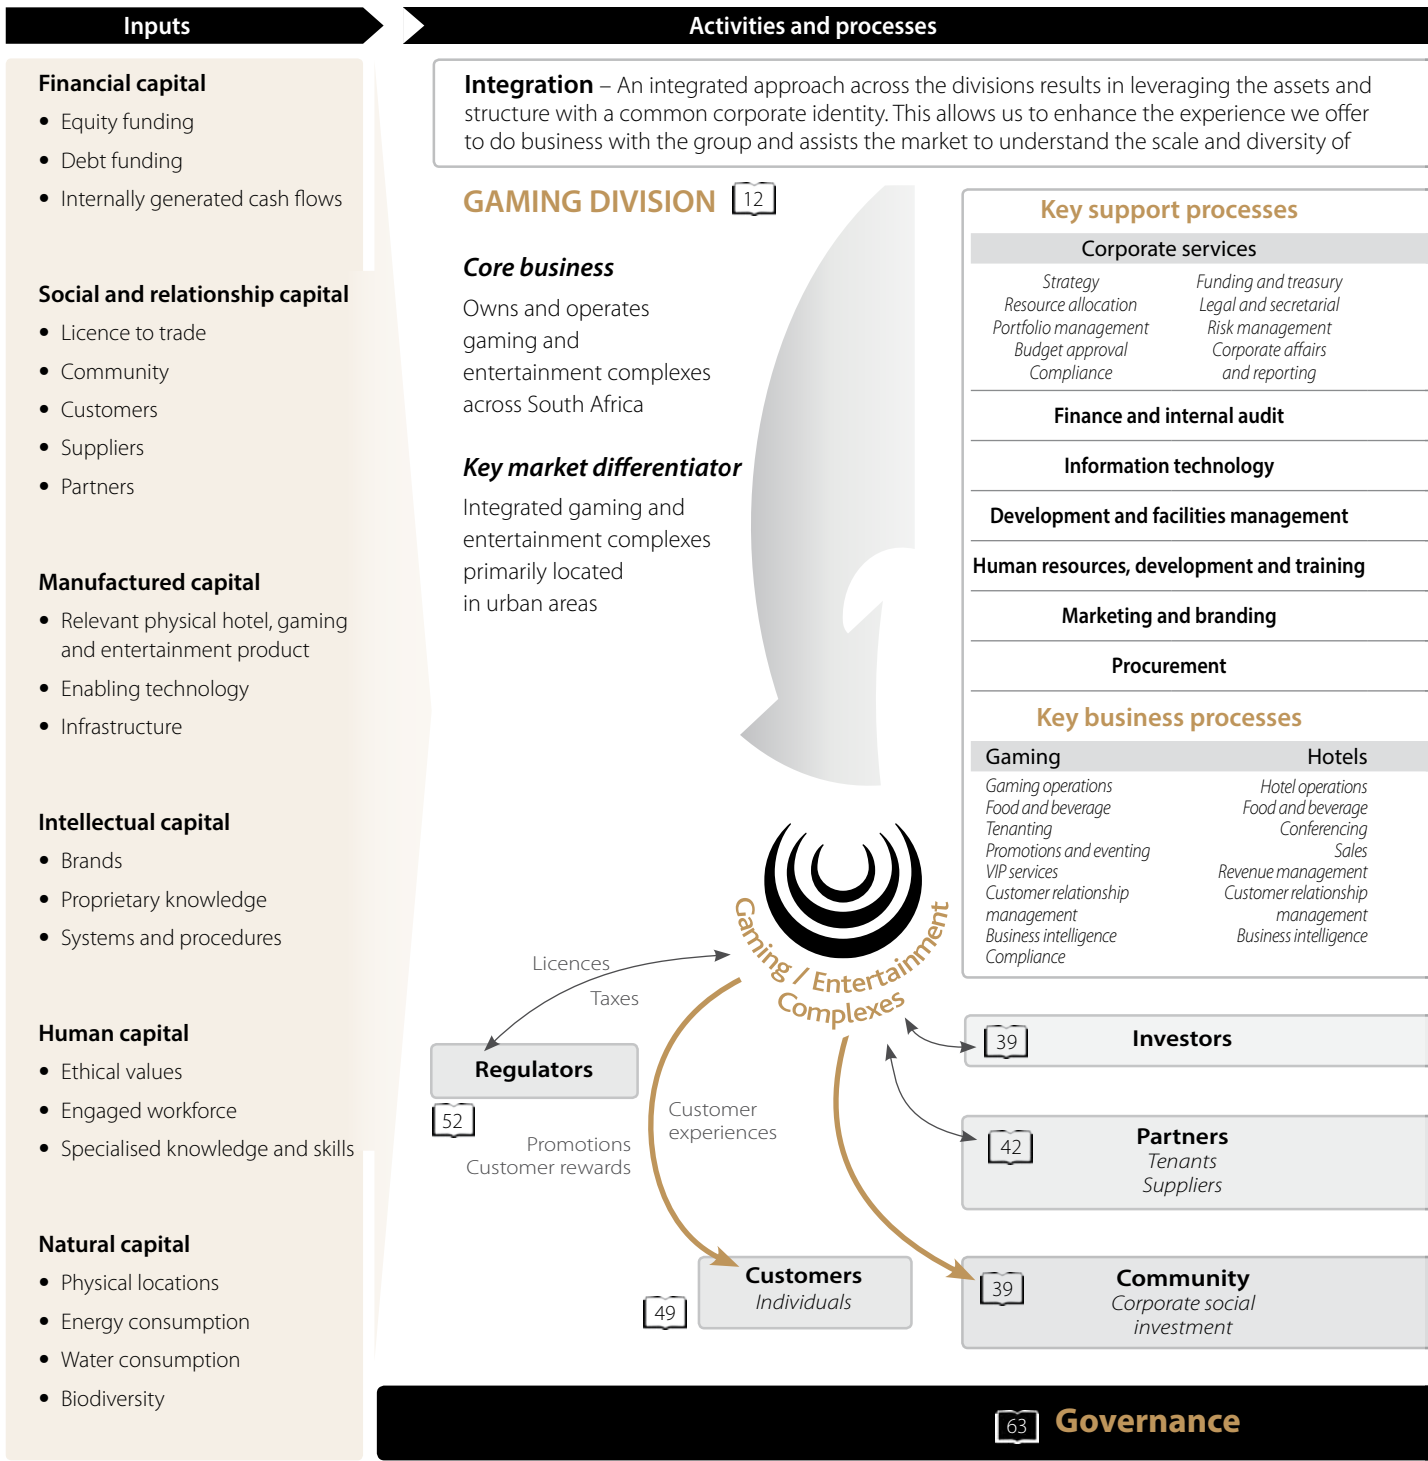 Inputs
Activities and processes
Financial capital
• Equity funding
• Debt funding
• Internally generated cash flows
Social and relationship capital
• Licence to trade
• Community
• Customers
• Suppliers
• Partners
Manufactured capital
• Relevant physical hotel, gaming
and entertainment product
• Enabling technology
• Infrastructure
Intellectual capital
• Brands
• Proprietary knowledge
• Systems and procedures
Human capital
• Ethical values
• Engaged workforce
• Specialised knowledge and skills
Natural capital
• Physical locations
• Energy consumption
• Water consumption
• Biodiversity
Integration – An integrated approach across the divisions results in leveraging the assets and
structure with a common corporate identity. This allows us to enhance the experience we offer
to do business with the group and assists the market to understand the scale and diversity of
GAMING DIVISION 12
Core business
Owns and operates
gaming and
entertainment complexes
across South Africa
Key market differentiator
Integrated gaming and
entertainment complexes
primarily located
in urban areas
Key support processes
Corporate services
Strategy
Resource allocation
Portfolio management
Budget approval
Compliance
Funding and treasury
Legal and secretarial
Risk management
Corporate affairs
and reporting
Finance and internal audit
Information technology
Development and facilities management
Human resources, development and training
Marketing and branding
Procurement
Key business processes
Gaming
Gaming operations
Food and beverage
Tenanting
Promotions and eventing
VIP services
Customer relationship
management
Business intelligence
Compliance
Hotels
Hotel operations
Food and beverage
Conferencing
Sales
Revenue management
Customer relationship
management
Business intelligence
Gaming / Entertainment
Complexes
Licences
Taxes
Regulators
52
Promotions
Customer rewards
Customer
experiences
39 Investors
42 Partners
Tenants
Suppliers
49
Customers
Individuals
39 Community
Corporate social
investment
63 Governance